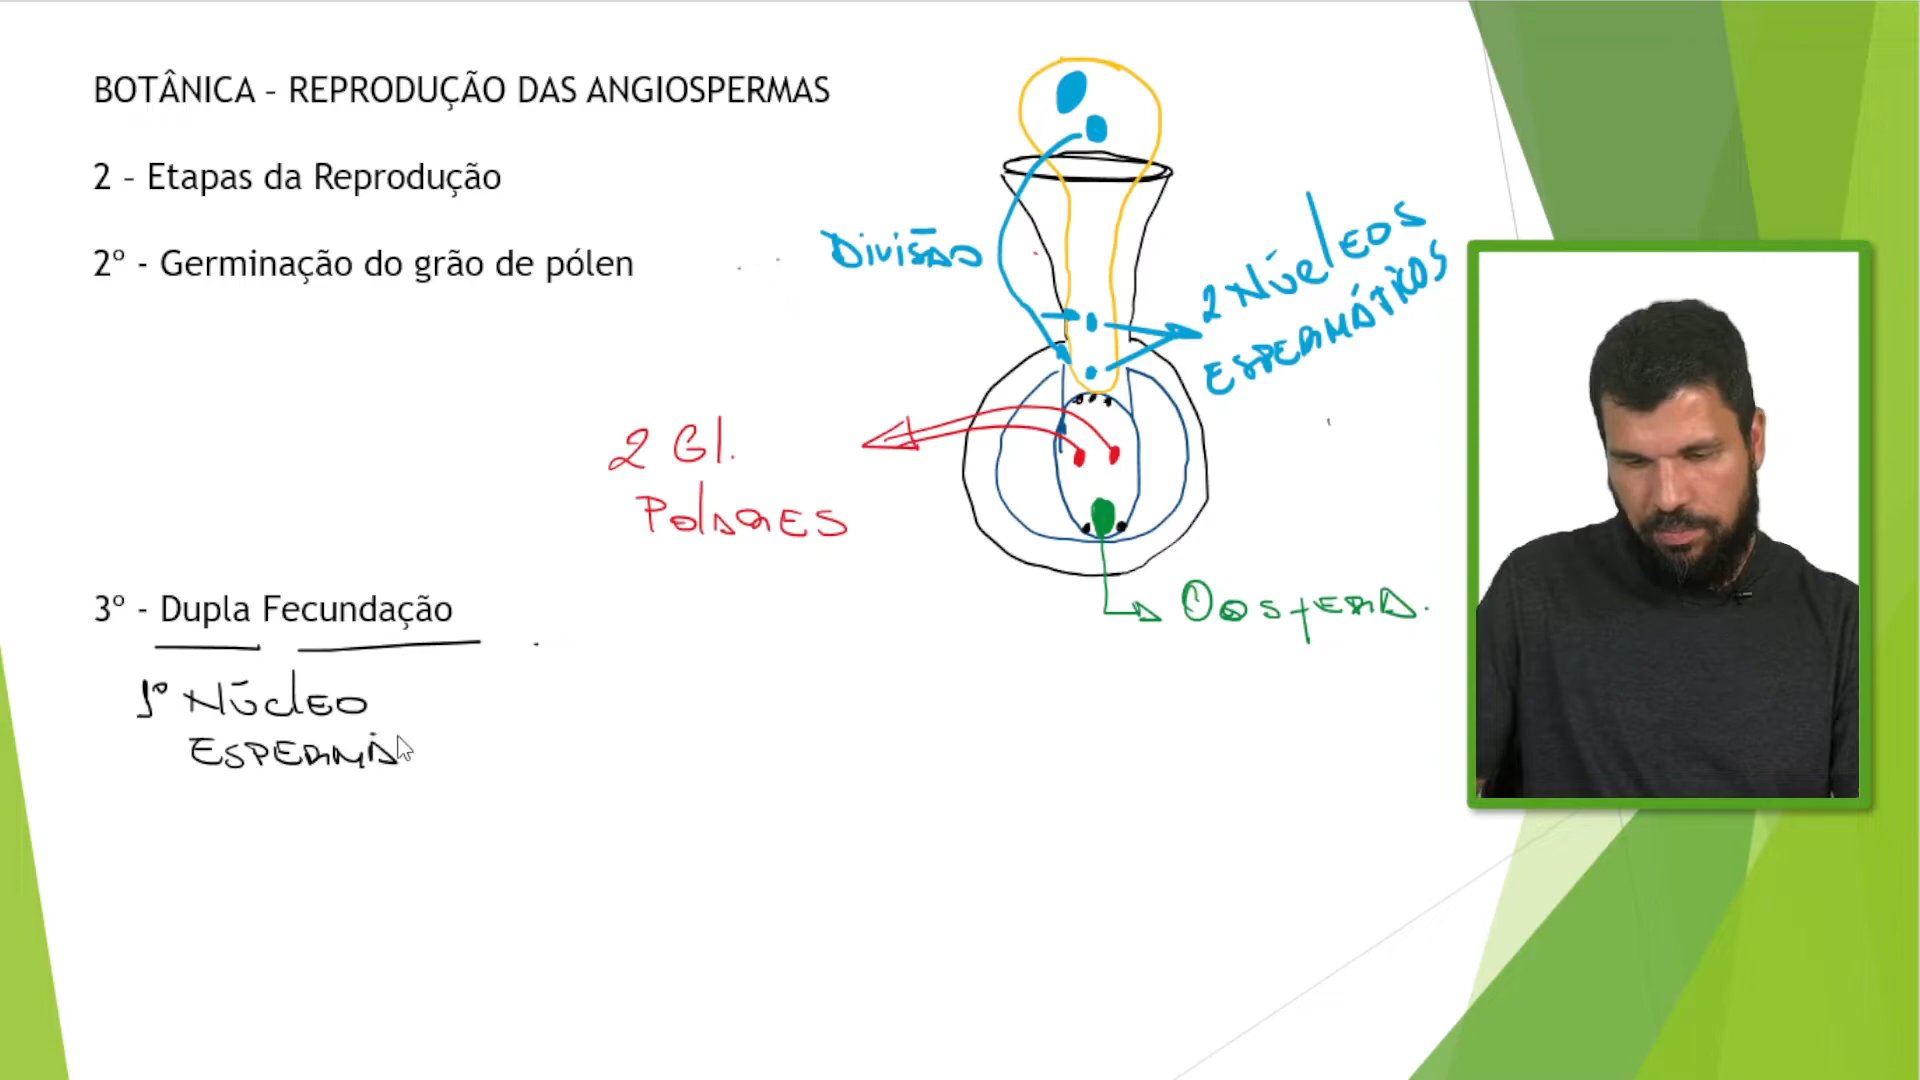 BOTÂNICA – REPRODUÇÃO DAS ANGIOSPERMAS
2 – Etapas da Reprodução
2º - Germinação do grão de pólen
DIVISÃO
2 NÚCLEOS
ESPERMÁTICOS
2 Gl.
POLARES
OOSFERA.
3º - Dupla Fecundação
1º NÚCLEO
ESPERMÁ